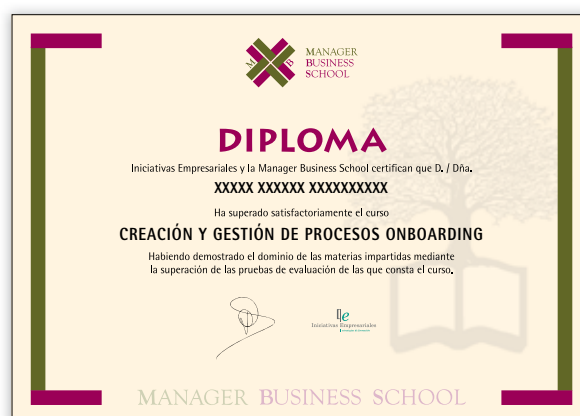 M B
MANAGER
BUSINESS
SCHOOL
DIPLOMA
Iniciativas Empresariales y la Manager Business School certifican que D. / Dña.
XXXXX XXXXXX XXXXXXXXXX
Ha superado satisfactoriamente el curso
CREACIÓN Y GESTIÓN DE PROCESOS ONBOARDING
Habiendo demostrado el dominio de las materias impartidas mediante
la superación de las pruebas de evaluación de las que consta el curso.
Iniciativas Empresariales
MANAGER BUSINESS SCHOOL